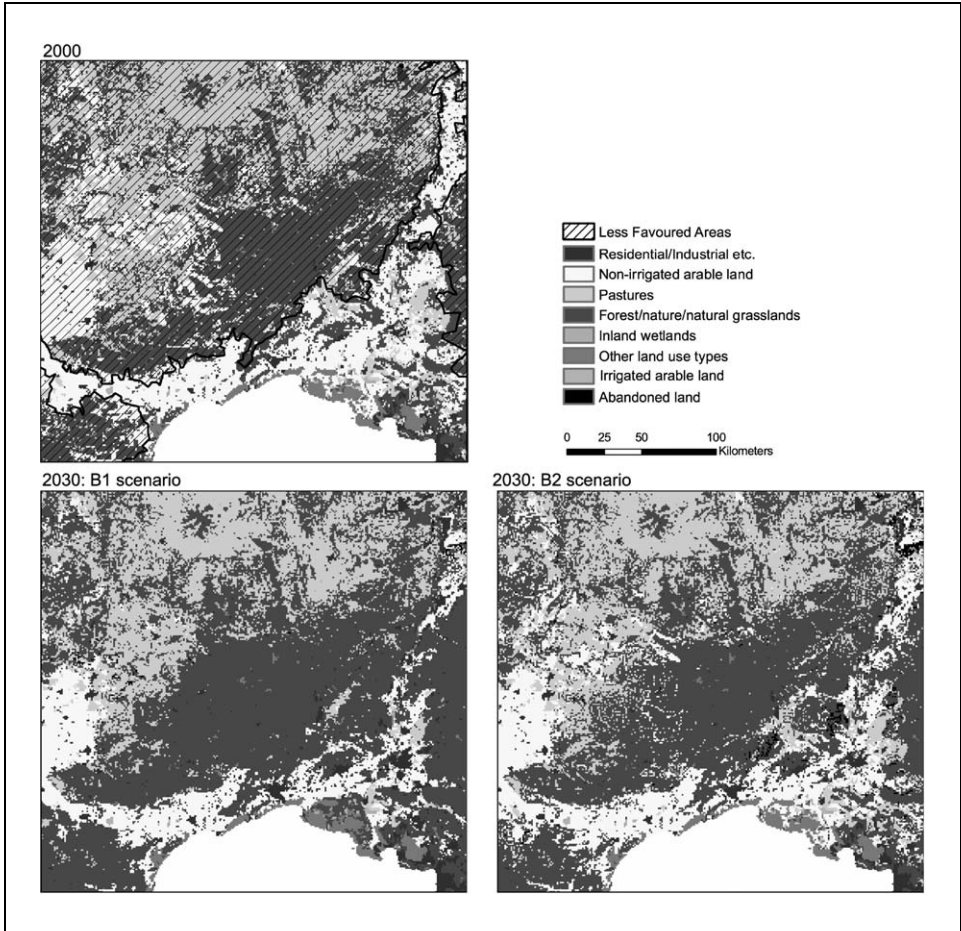 2000
Less Favoured Areas
Residential/Industrial etc.
Non-irrigated arable land
Pastures
Forest/nature/natural grasslands
Inland wetlands
Other land use types
Irrigated arable land
Abandoned land
0 25 50 100
Kilometers
2030: B1 scenario
2030: B2 scenario